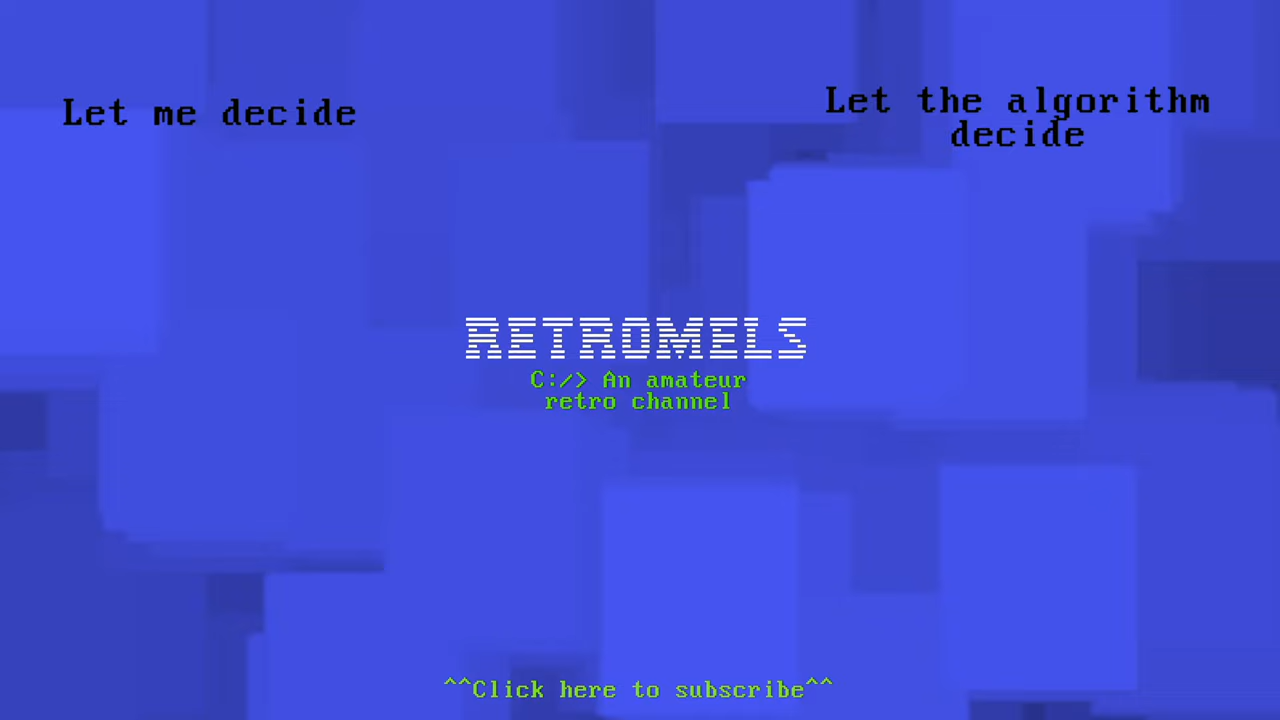 Let me decide
Let the algorithm
decide
RETROMELS
C:/> An amateur
retro channel
^^Click here to subscribe^^